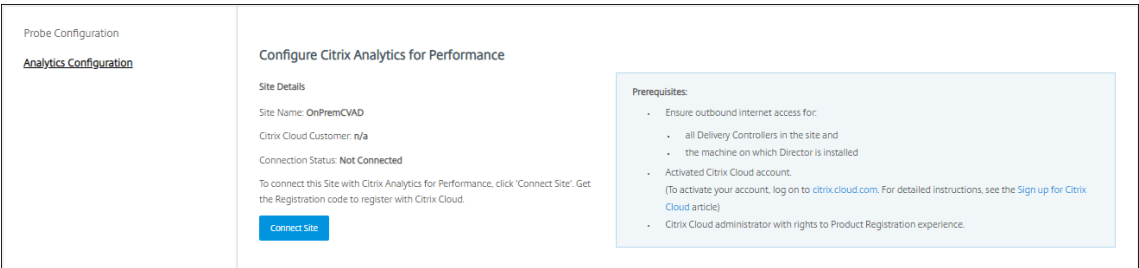 Probe Configuration
Analytics Configuration
Configure Citrix Analytics for Performance
Site Details
Site Name: OnPremCVAD
Citrix Cloud Customer: n/a
Connection Status: Not Connected
To connect this Site with Citrix Analytics for Performance, click 'Connect Site'. Get
the Registration code to register with Citrix Cloud.
Connect Site
Prerequisites:
• Ensure outbound internet access for:
• all Delivery Controllers in the site and
• the machine on which Director is installed
• Activated Citrix Cloud account.
(To activate your account, log on to citrix.cloud.com. For detailed instructions, see the Sign up for Citrix
Cloud article)
• Citrix Cloud administrator with rights to Product Registration experience.